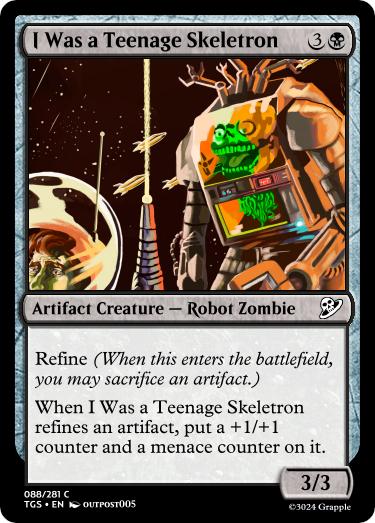 I Was a Teenage Skeletron 3
Artifact Creature — Robot Zombie
Refine (When this enters the battlefield,
you may sacrifice an artifact.)
When I Was a Teenage Skeletron
refines an artifact, put a +1/+1
counter and a menace counter on it.
3/3
088/281 C
TGS • EN OUTPOST005
©3024 Grapple